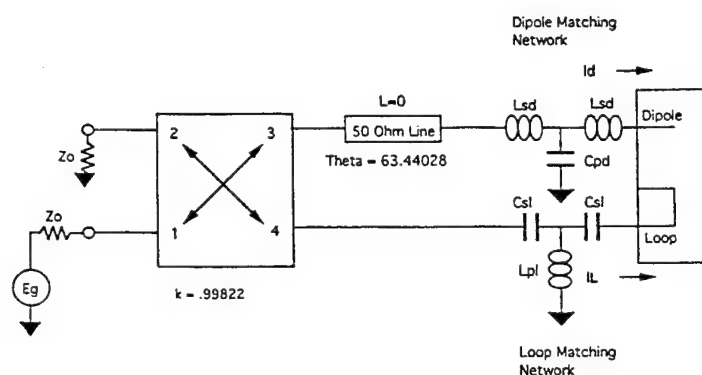 Dipole Matching
Network
Id
L=0
Lsd
Lsd
Dipole
2
3
50 Ohm Line
Zo
Theta = 63.44028
Cpd
Zo
Csl
Csl
1
4
Loop
Lpl
IL
Eg
k = .99822
Loop Matching
Network